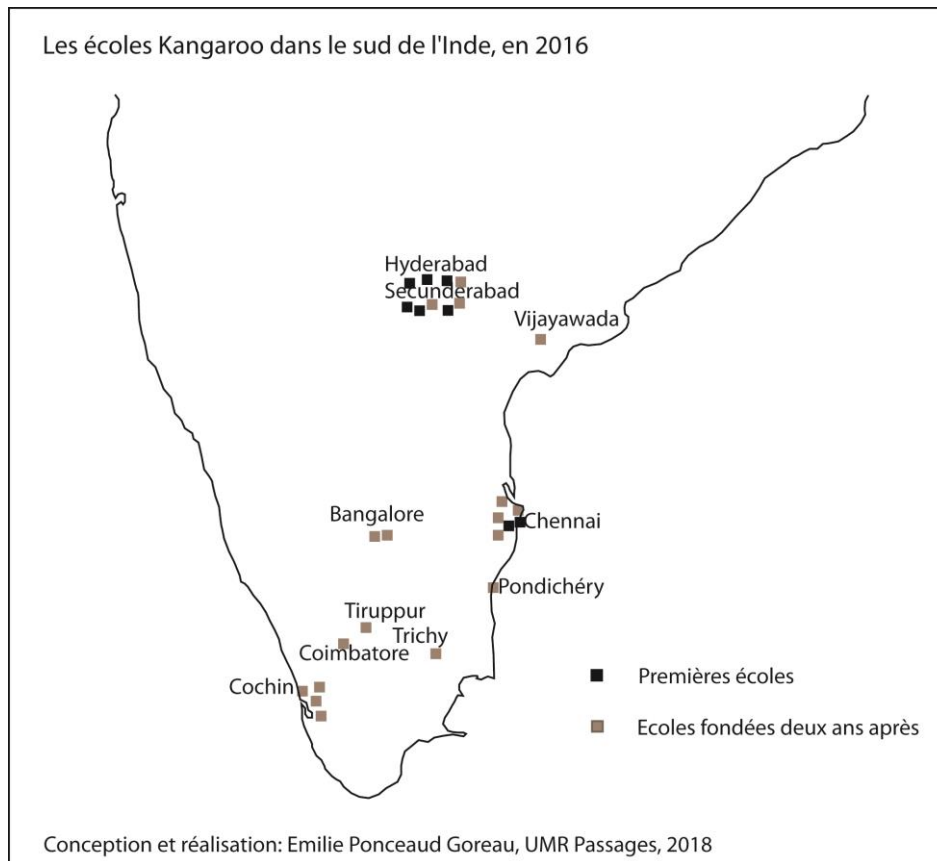 Les écoles Kangaroo dans le sud de l'Inde, en 2016
Hyderabad
Secunderabad
Vijayawada
Bangalore
Chennai
Pondichéry
Tiruppur
Trichy
Coimbatore
Cochin
Premières écoles
Ecoles fondées deux ans après
Conception et réalisation: Emilie Ponceaud Goreau, UMR Passages, 2018